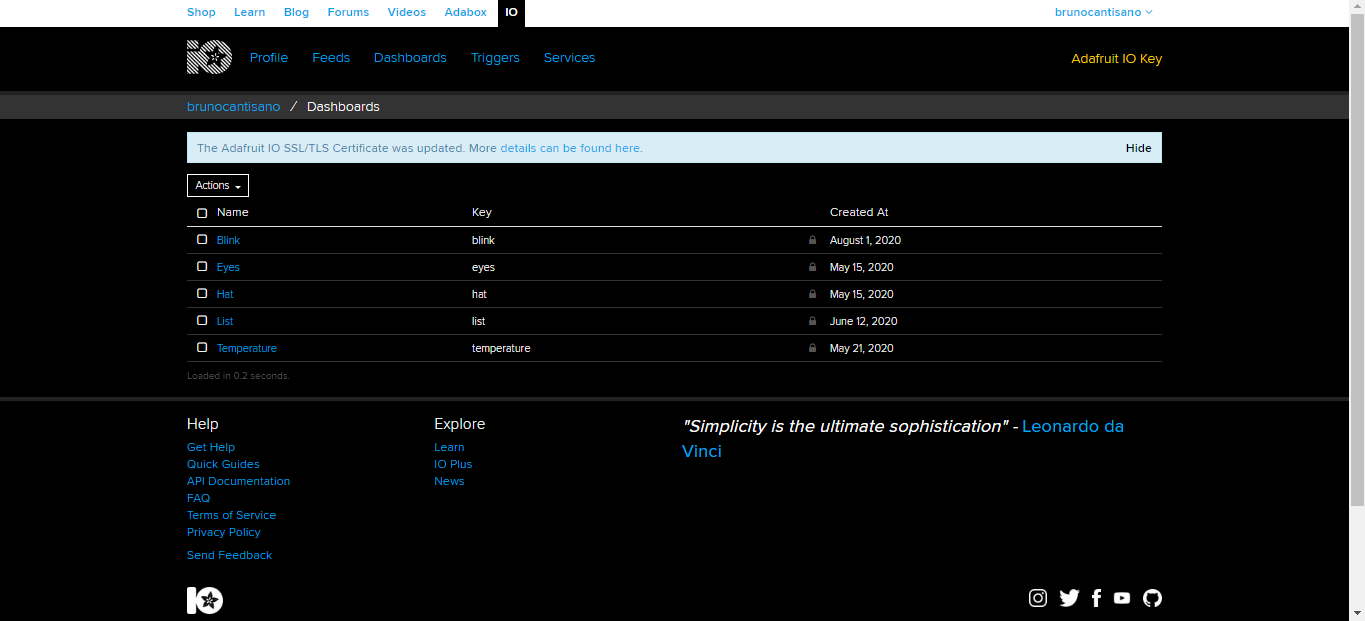 Shop Learn Blog Forums Videos Adabox IO brunocantisano
Profile Feeds Dashboards Triggers Services Adafruit IO Key
brunocantisano / Dashboards
The Adafruit IO SSL/TLS Certificate was updated. More details can be found here. Hide
Actions
Name Key Created At
Blink blink August 1, 2020
Eyes eyes May 15, 2020
Hat hat May 15, 2020
List list June 12, 2020
Temperature temperature May 21, 2020
Loaded in 0.2 seconds.
Help
Get Help
Quick Guides
API Documentation
FAQ
Terms of Service
Privacy Policy
Send Feedback
Explore
Learn
IO Plus
News
"Simplicity is the ultimate sophistication" - Leonardo da
Vinci